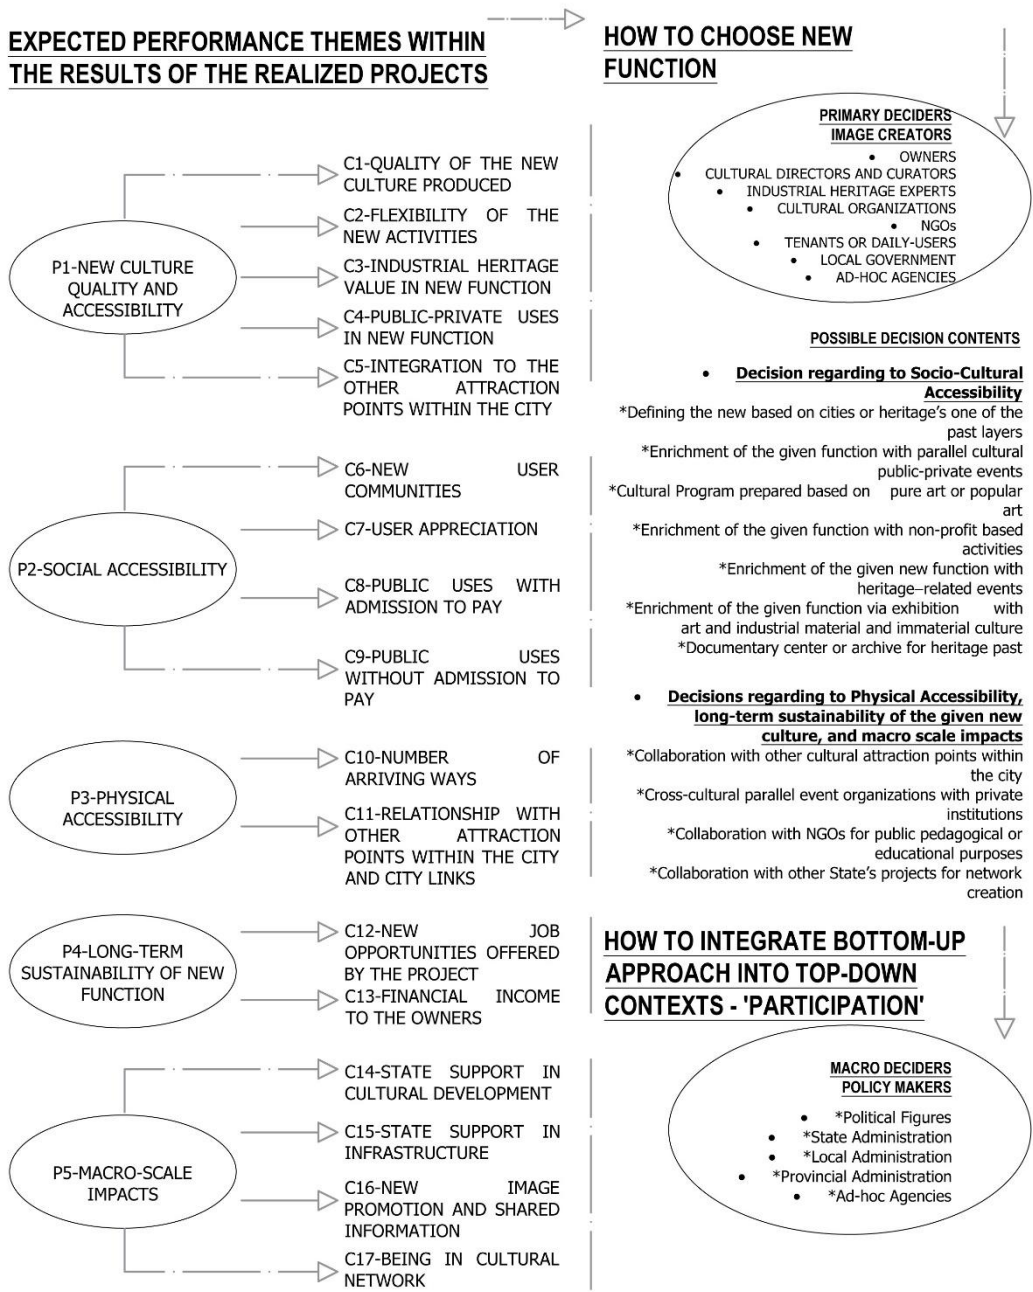 EXPECTED PERFORMANCE THEMES WITHIN
THE RESULTS OF THE REALIZED PROJECTS
P1-NEW CULTURE
QUALITY AND
ACCESSIBILITY
C1-QUALITY OF THE NEW
CULTURE PRODUCED
C2-FLEXIBILITY OF THE
NEW ACTIVITIES
C3-INDUSTRIAL HERITAGE
VALUE IN NEW FUNCTION
C4-PUBLIC-PRIVATE USES
IN NEW FUNCTION
C5-INTEGRATION TO THE
OTHER ATTRACTION
POINTS WITHIN THE CITY
P2-SOCIAL ACCESSIBILITY
C6-NEW USER
COMMUNITIES
C7-USER APPRECIATION
C8-PUBLIC USES WITH
ADMISSION TO PAY
C9-PUBLIC USES
WITHOUT ADMISSION TO
PAY
P3-PHYSICAL
ACCESSIBILITY
C10-NUMBER OF
ARRIVING WAYS
C11-RELATIONSHIP WITH
OTHER ATTRACTION
POINTS WITHIN THE CITY
AND CITY LINKS
P4-LONG-TERM
SUSTAINABILITY OF NEW
FUNCTION
C12-NEW JOB
OPPORTUNITIES OFFERED
BY THE PROJECT
C13-FINANCIAL INCOME
TO THE OWNERS
P5-MACRO-SCALE
IMPACTS
C14-STATE SUPPORT IN
CULTURAL DEVELOPMENT
C15-STATE SUPPORT IN
INFRASTRUCTURE
C16-NEW IMAGE
PROMOTION AND SHARED
INFORMATION
C17-BEING IN CULTURAL
NETWORK
HOW TO CHOOSE NEW
FUNCTION
PRIMARY DECIDERS
IMAGE CREATORS
• OWNERS
• CULTURAL DIRECTORS AND CURATORS
• INDUSTRIAL HERITAGE EXPERTS
• CULTURAL ORGANIZATIONS
• NGOs
• TENANTS OR DAILY-USERS
• LOCAL GOVERNMENT
• AD-HOC AGENCIES
POSSIBLE DECISION CONTENTS
• Decision regarding to Socio-Cultural
Accessibility
*Defining the new based on cities or heritage's one of the
past layers
*Enrichment of the given function with parallel cultural
public-private events
*Cultural Program prepared based on pure art or popular
art
*Enrichment of the given function with non-profit based
activities
*Enrichment of the given new function with
heritage–related events
*Enrichment of the given function via exhibition with
art and industrial material and immaterial culture
*Documentary center or archive for heritage past
• Decisions regarding to Physical Accessibility,
long-term sustainability of the given new
culture, and macro scale impacts
*Collaboration with other cultural attraction points within
the city
*Cross-cultural parallel event organizations with private
institutions
*Collaboration with NGOs for public pedagogical or
educational purposes
*Collaboration with other State's projects for network
creation
HOW TO INTEGRATE BOTTOM-UP
APPROACH INTO TOP-DOWN
CONTEXTS - 'PARTICIPATION'
MACRO DECIDERS
POLICY MAKERS
• *Political Figures
• *State Administration
• *Local Administration
• *Provincial Administration
• *Ad-hoc Agencies